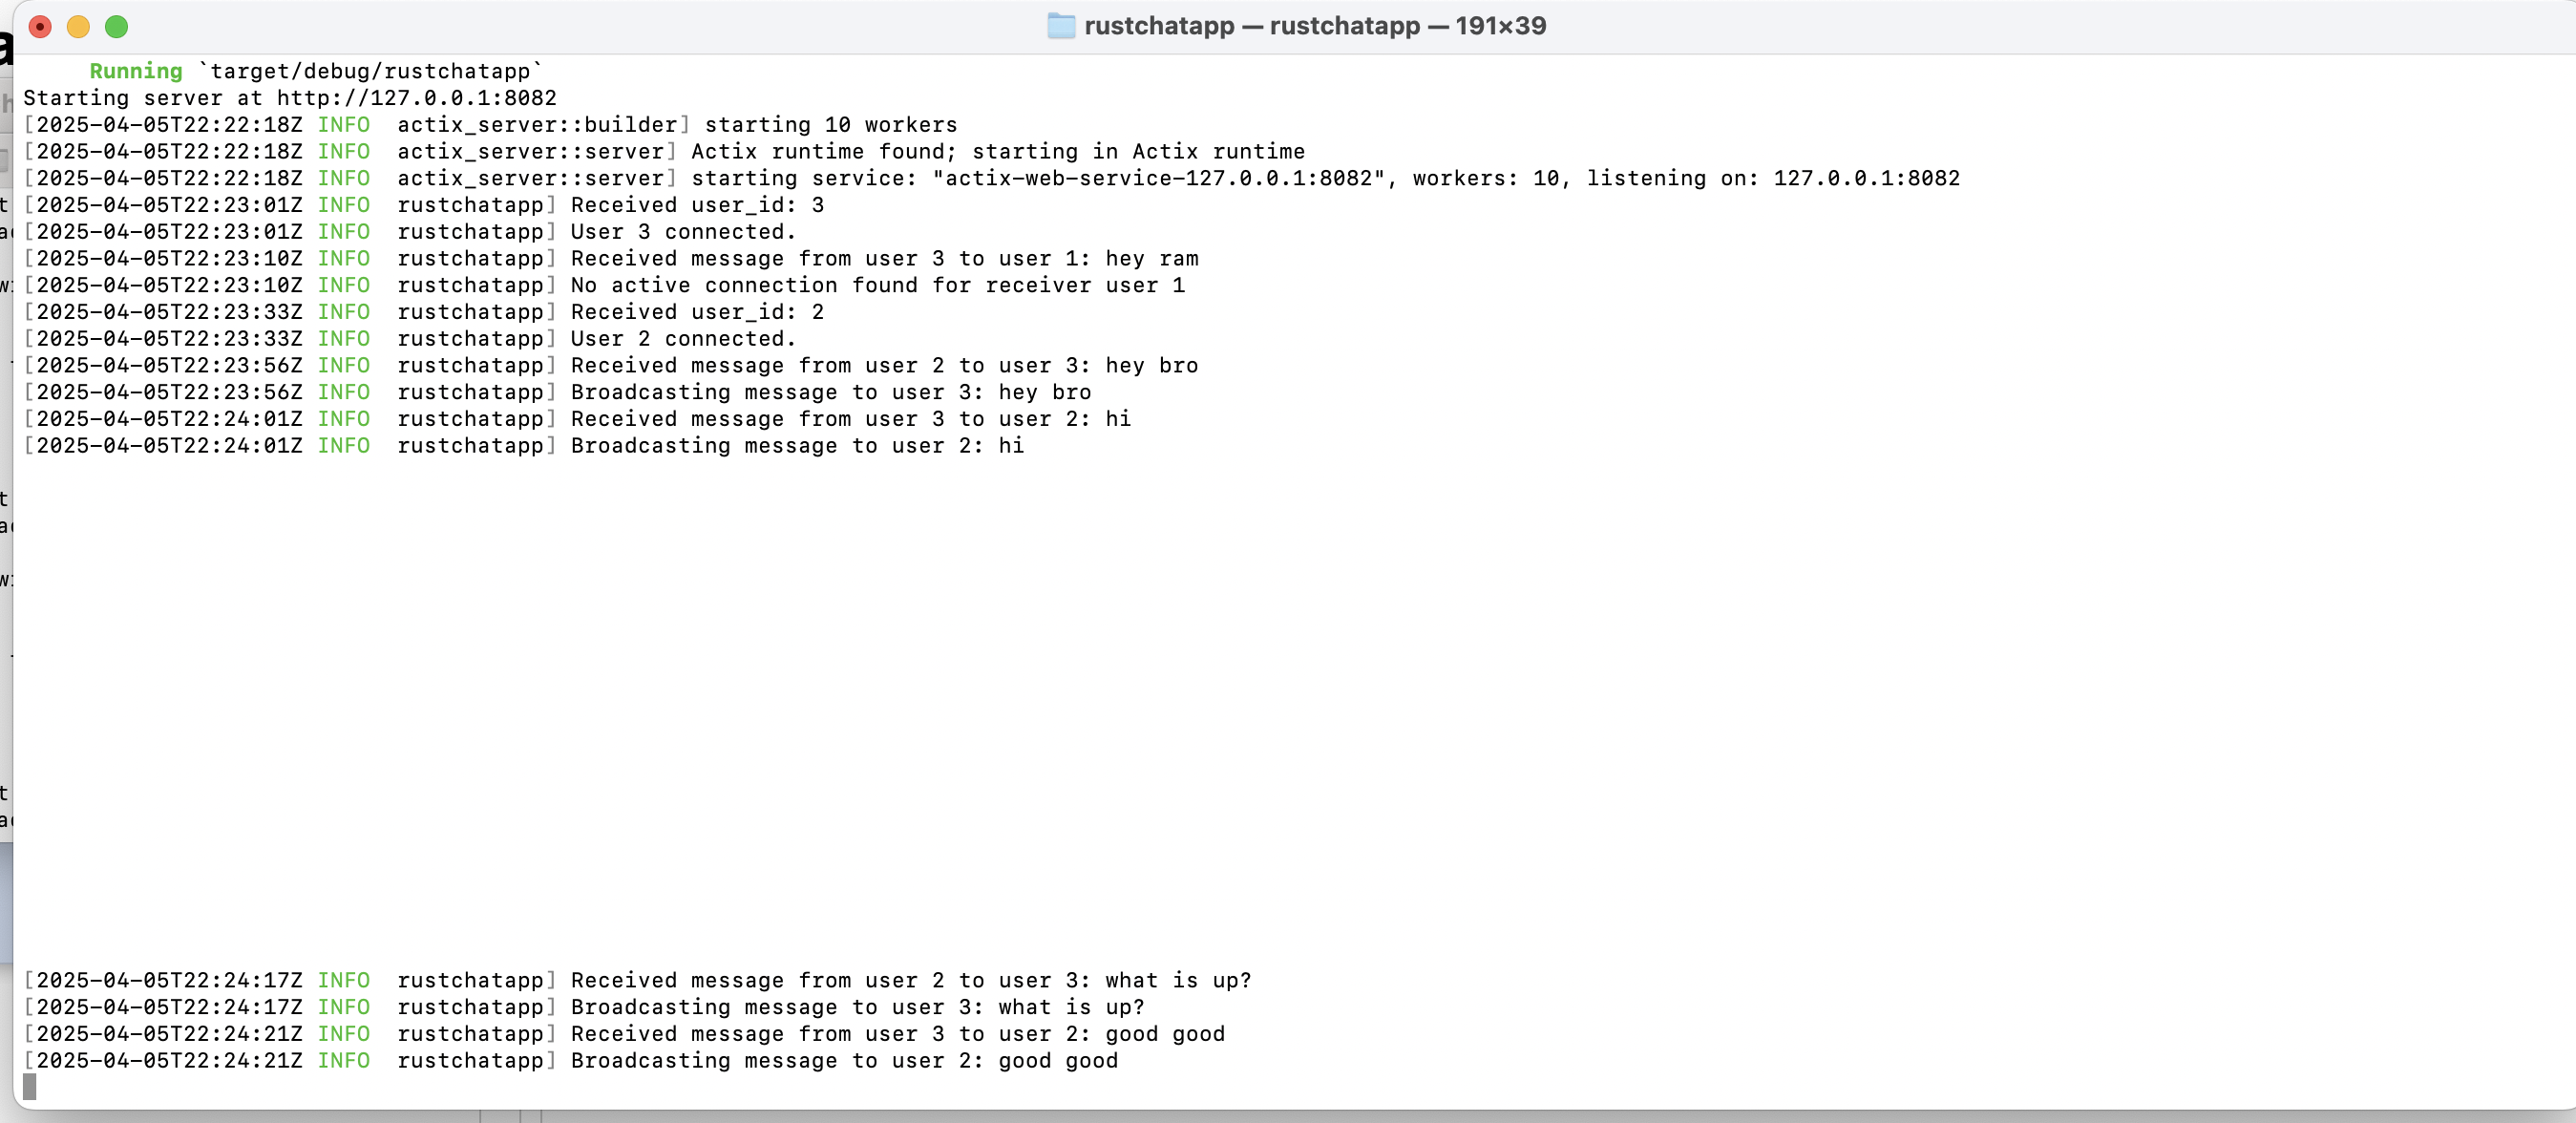 rustchatapp — rustchatapp — 191×39
Running `target/debug/rustchatapp`
Starting server at http://127.0.0.1:8082
[2025-04-05T22:22:18Z INFO  actix_server::builder] starting 10 workers
[2025-04-05T22:22:18Z INFO  actix_server::server] Actix runtime found; starting in Actix runtime
[2025-04-05T22:22:18Z INFO  actix_server::server] starting service: "actix-web-service-127.0.0.1:8082", workers: 10, listening on: 127.0.0.1:8082
[2025-04-05T22:23:01Z INFO  rustchatapp] Received user_id: 3
[2025-04-05T22:23:01Z INFO  rustchatapp] User 3 connected.
[2025-04-05T22:23:10Z INFO  rustchatapp] Received message from user 3 to user 1: hey ram
[2025-04-05T22:23:10Z INFO  rustchatapp] No active connection found for receiver user 1
[2025-04-05T22:23:33Z INFO  rustchatapp] Received user_id: 2
[2025-04-05T22:23:33Z INFO  rustchatapp] User 2 connected.
[2025-04-05T22:23:56Z INFO  rustchatapp] Received message from user 2 to user 3: hey bro
[2025-04-05T22:23:56Z INFO  rustchatapp] Broadcasting message to user 3: hey bro
[2025-04-05T22:24:01Z INFO  rustchatapp] Received message from user 3 to user 2: hi
[2025-04-05T22:24:01Z INFO  rustchatapp] Broadcasting message to user 2: hi
[2025-04-05T22:24:17Z INFO  rustchatapp] Received message from user 2 to user 3: what is up?
[2025-04-05T22:24:17Z INFO  rustchatapp] Broadcasting message to user 3: what is up?
[2025-04-05T22:24:21Z INFO  rustchatapp] Received message from user 3 to user 2: good good
[2025-04-05T22:24:21Z INFO  rustchatapp] Broadcasting message to user 2: good good